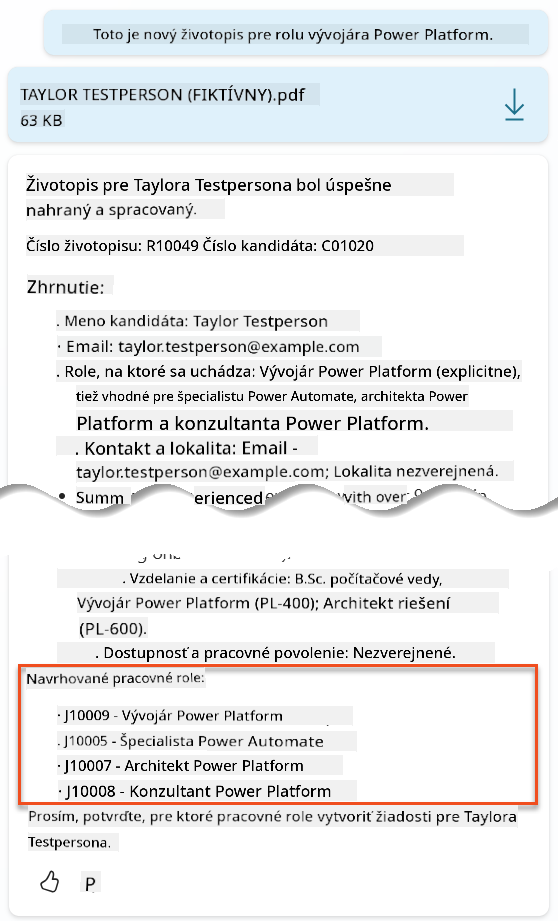 Toto je nový životopis pre rolu vývojára Power Platform.
TAYLOR TESTPERSON (FIKTÍVNY).pdf
63 KB
Životopis pre Taylora Testpersona bol úspešne
nahraný a spracovaný.
Číslo životopisu: R10049 Číslo kandidáta: C01020
Zhrnutie:
. Meno kandidáta: Taylor Testperson
· Email: taylor.testperson@example.com
. Role, na ktoré sa uchádza: Vývojár Power Platform (explicitne),
tiež vhodné pre špecialistu Power Automate, architekta Power
Platform a konzultanta Power Platform.
. Kontakt a lokalita: Email -
taylor.testperson@example.com; Lokalita nezverejnená.
• Summ erienced with over
. Vzdelanie a certifikácie: B.Sc. počítačové vedy,
Vývojár Power Platform (PL-400); Architekt riešení
(PL-600).
. Dostupnosť a pracovné povolenie: Nezverejnené.
Navrhované pracovné role:
· J10009 - Vývojár Power Platform
. J10005 - Špecialista Power Automate
· J10007 - Architekt Power Platform
· J10008 - Konzultant Power Platform
Prosím, potvrďte, pre ktoré pracovné role vytvoriť žiadosti pre Taylora
Testpersona.
P